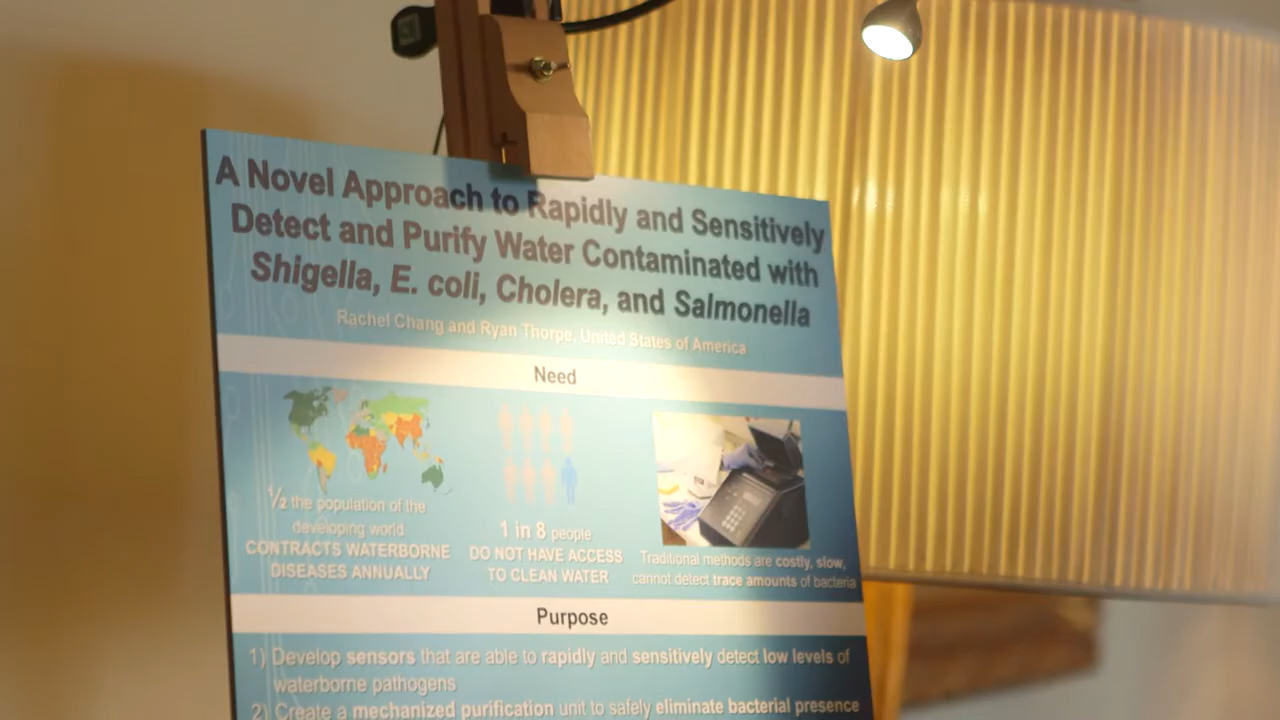 A Novel Approach to Rapidly and Sensitively
Detect and Purify Water Contaminated with
Shigella, E. coli, Cholera, and Salmonella
Rachel Chang and Ryan Thorpe, United States of America
Need
½ the population of the
developing world
CONTRACTS WATERBORNE
DISEASES ANNUALLY
1 in 8 people
DO NOT HAVE ACCESS
TO CLEAN WATER
Traditional methods are costly, slow,
cannot detect trace amounts of bacteria
Purpose
1) Develop sensors that are able to rapidly and sensitively detect low levels of
waterborne pathogens
2) Create a mechanized purification unit to safely eliminate bacterial presence